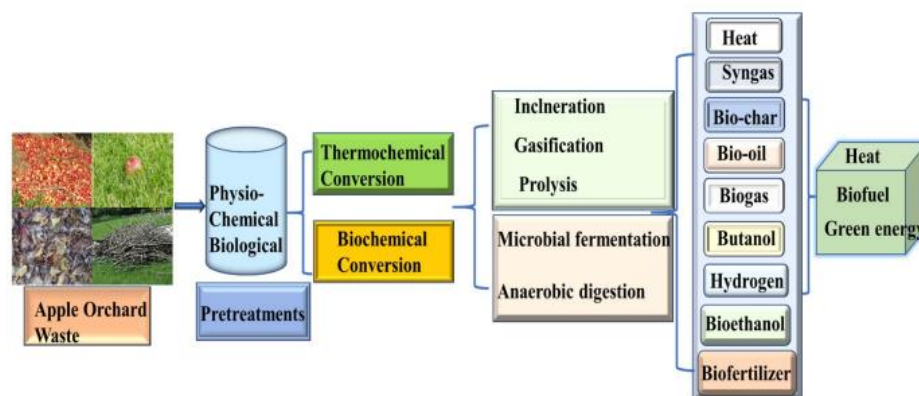 Apple Orchard
Waste
Physio-
Chemical
Biological
Pretreatments
Thermochemical
Conversion
Biochemical
Conversion
Inclneration
Gasification
Prolysis
Microbial fermentation
Anaerobic digestion
Heat
Syngas
Bio-char
Bio-oil
Biogas
Butanol
Hydrogen
Bioethanol
Biofertilizer
Heat
Biofuel
Green energy